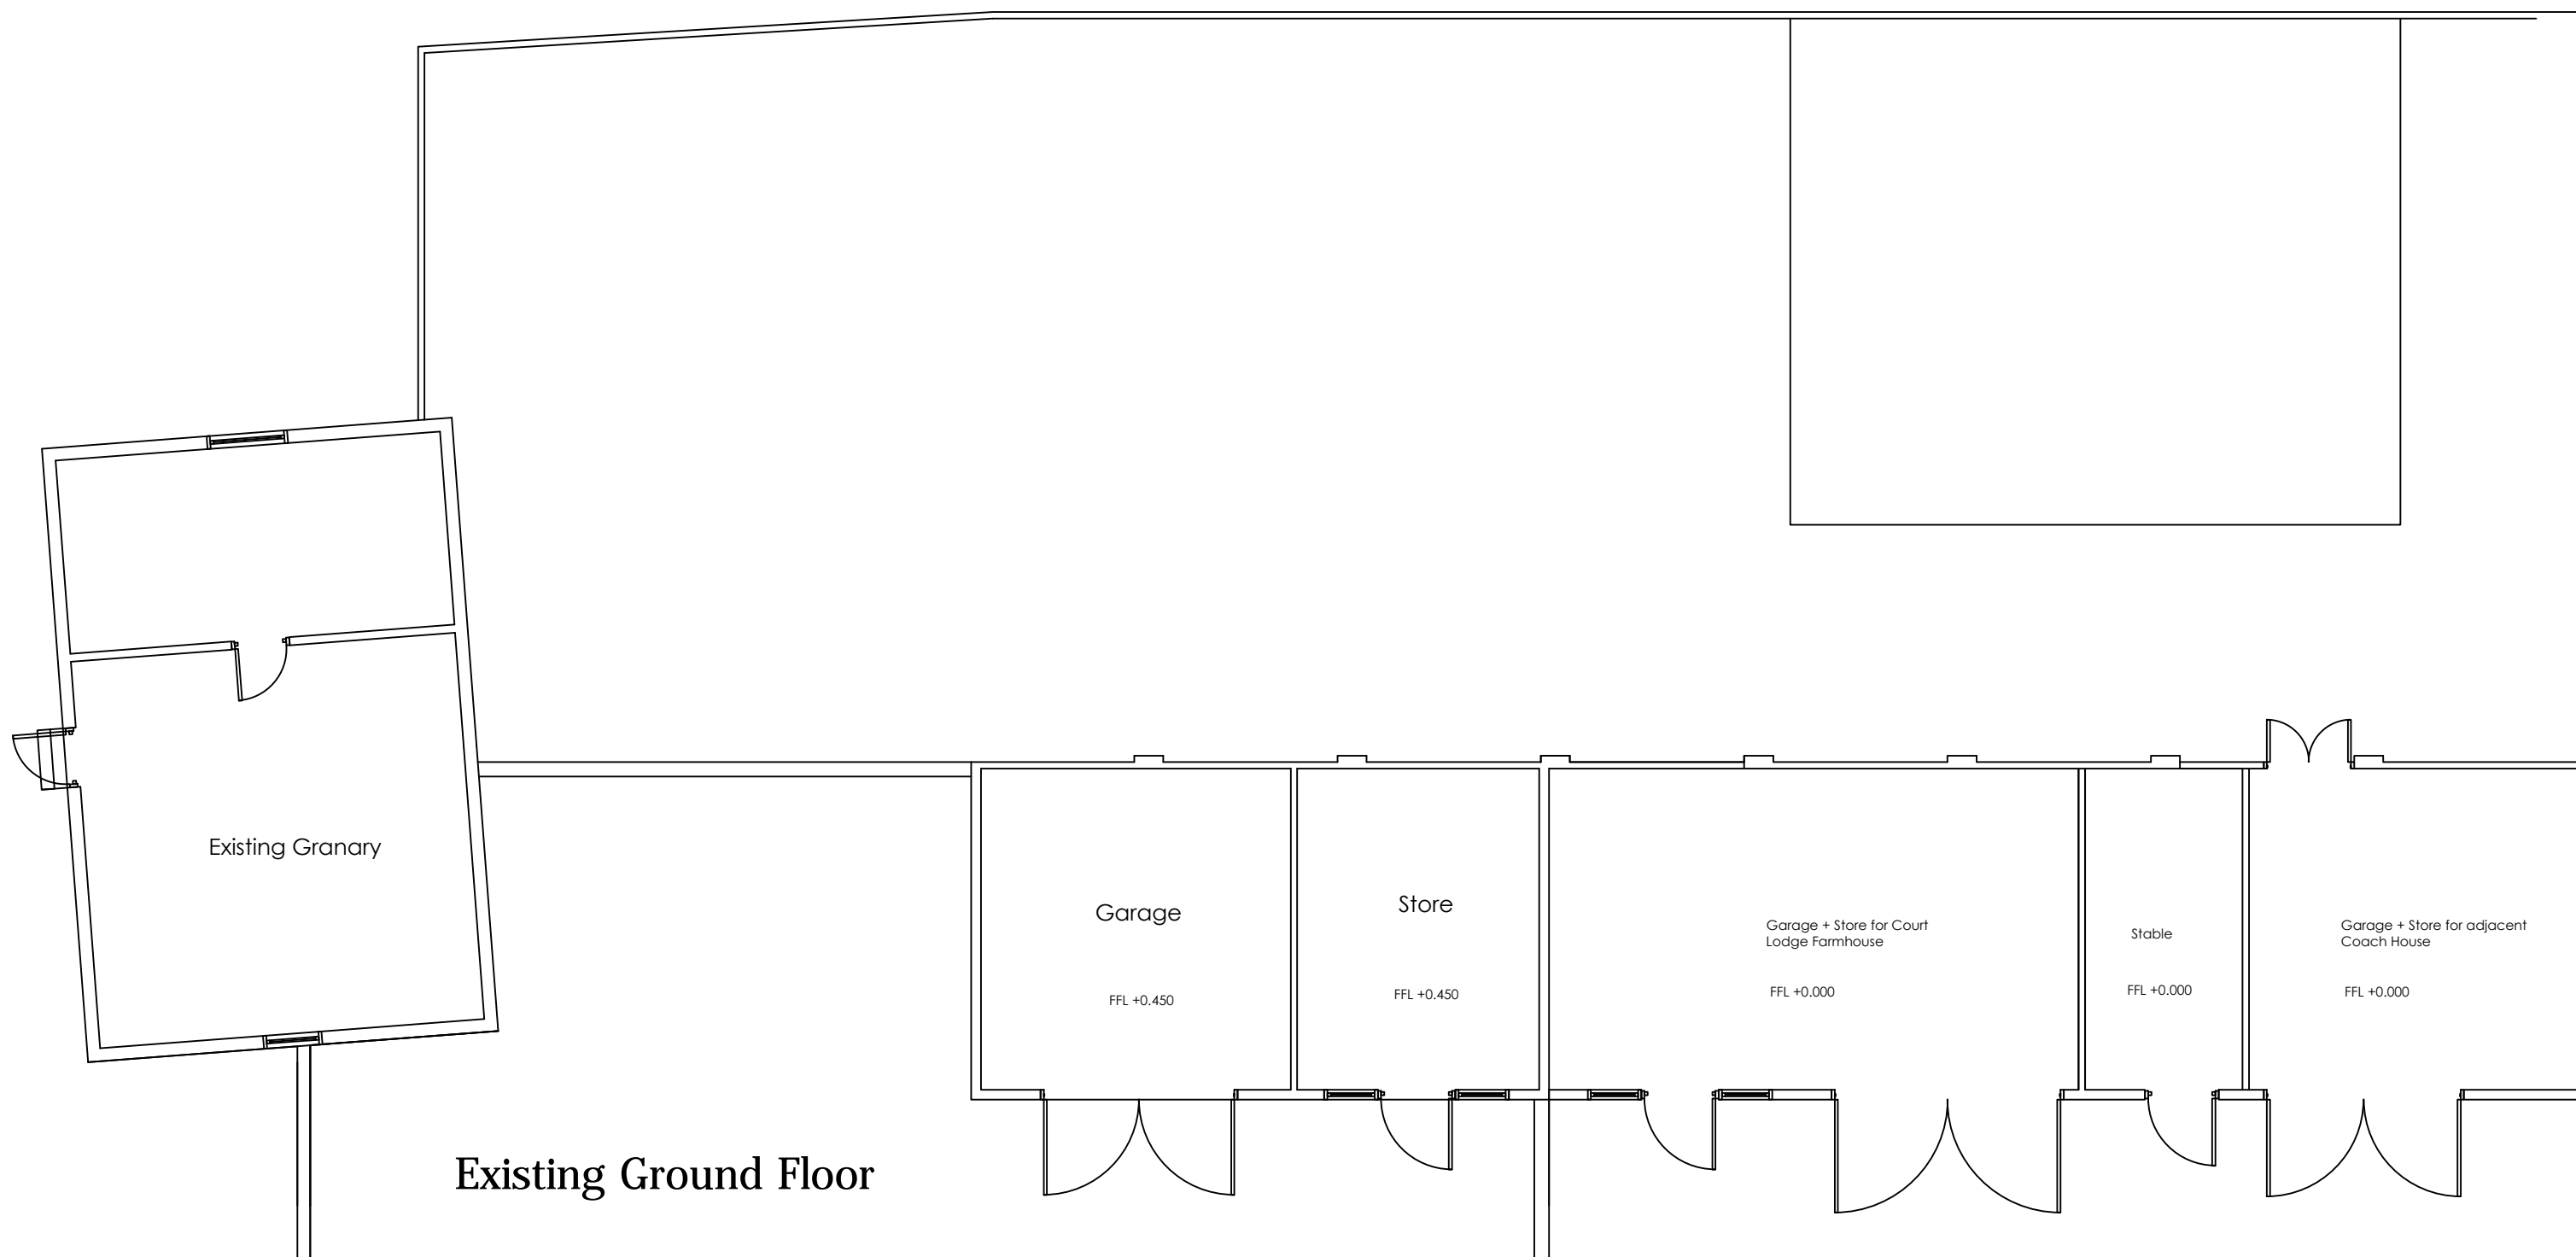 Existing Granary
Garage
FFL +0.450
Store
FFL +0.450
Garage + Store for Court
Lodge Farmhouse
FFL +0.000
Stable
FFL +0.000
Garage + Store for adjacent
Coach House
FFL +0.000
Existing Ground Floor